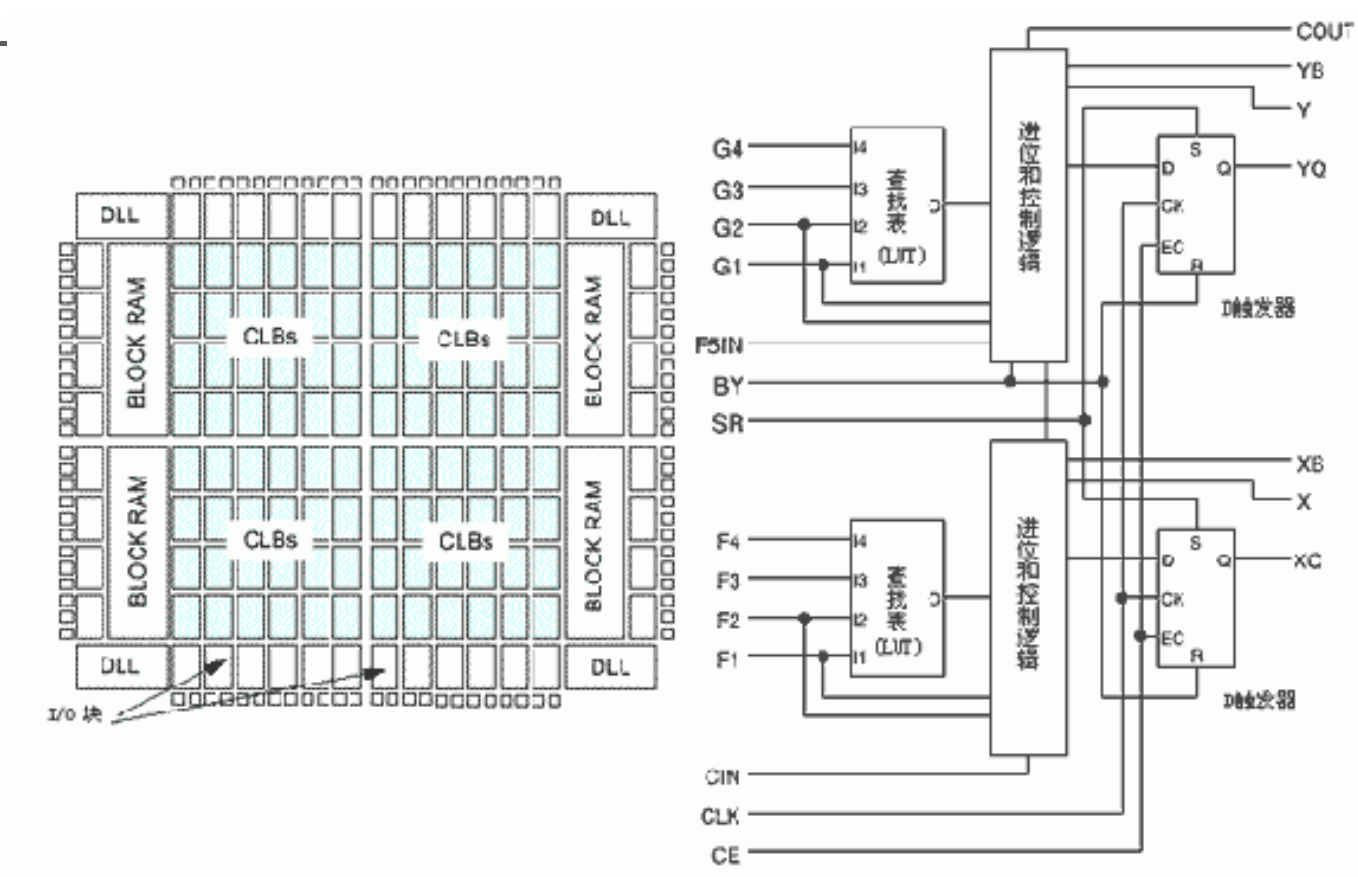 DLL
DLL
BLOCK RAM
CLBs
CLBs
BLOCK RAM
BLOCK RAM
CLBs
CLBs
BLOCK RAM
DLL
DLL
I/O 块
COUT
YB
Y
G4
G3
G2
G1
I4
I3
I2
I1
查找表
(LUT)
O
进位和控制逻辑
S
D
Q
CK
EC
R
YQ
D触发器
F5IN
BY
SR
XB
X
F4
F3
F2
F1
I4
I3
I2
I1
查找表
(LUT)
O
进位和控制逻辑
S
D
Q
CK
EC
R
XQ
D触发器
CIN
CLK
CE